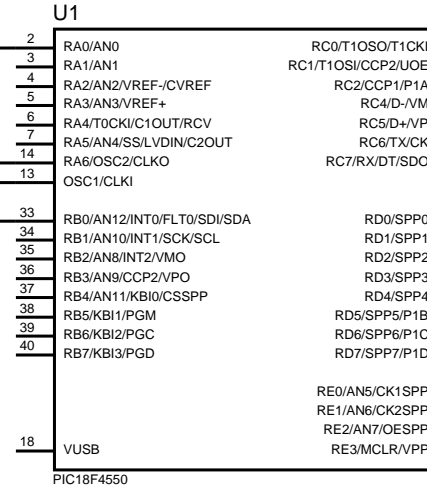 U1
2 RA0/AN0 RC0/T1OSO/T1CKI
3 RA1/AN1 RC1/T1OSI/CCP2/UOE
4 RA2/AN2/VREF-/CVREF RC2/CCP1/P1A
5 RA3/AN3/VREF+ RC4/D-/VM
6 RA4/T0CKI/C1OUT/RCV RC5/D+/VP
7 RA5/AN4/SS/LVDIN/C2OUT RC6/TX/CK
14 RA6/OSC2/CLKO RC7/RX/DT/SDO
13 OSC1/CLKI
33 RB0/AN12/INT0/FLT0/SDI/SDA RD0/SPP0
34 RB1/AN10/INT1/SCK/SCL RD1/SPP1
35 RB2/AN8/INT2/VMO RD2/SPP2
36 RB3/AN9/CCP2/VPO RD3/SPP3
37 RB4/AN11/KBI0/CSSPP RD4/SPP4
38 RB5/KBI1/PGM RD5/SPP5/P1B
39 RB6/KBI2/PGC RD6/SPP6/P1C
40 RB7/KBI3/PGD RD7/SPP7/P1D
RE0/AN5/CK1SPP
RE1/AN6/CK2SPP
RE2/AN7/OESPP
18 VUSB RE3/MCLR/VPP
PIC18F4550